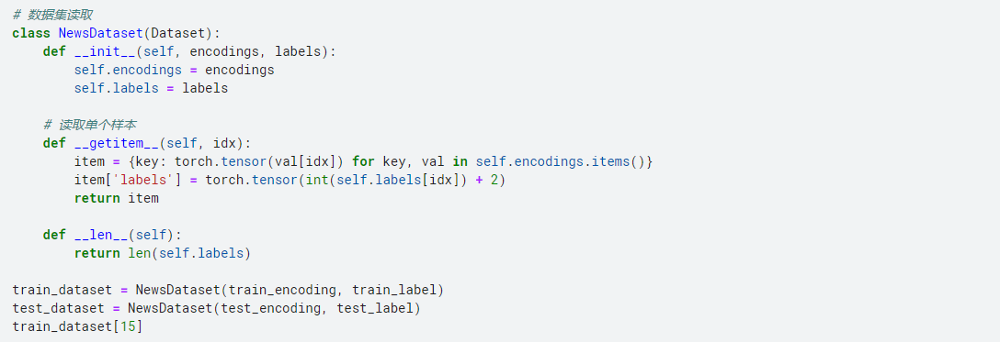 # 数据集读取
class NewsDataset(Dataset):
    def __init__(self, encodings, labels):
        self.encodings = encodings
        self.labels = labels

    # 读取单个样本
    def __getitem__(self, idx):
        item = {key: torch.tensor(val[idx]) for key, val in self.encodings.items()}
        item['labels'] = torch.tensor(int(self.labels[idx]) + 2)
        return item

    def __len__(self):
        return len(self.labels)

train_dataset = NewsDataset(train_encoding, train_label)
test_dataset = NewsDataset(test_encoding, test_label)
train_dataset[15]